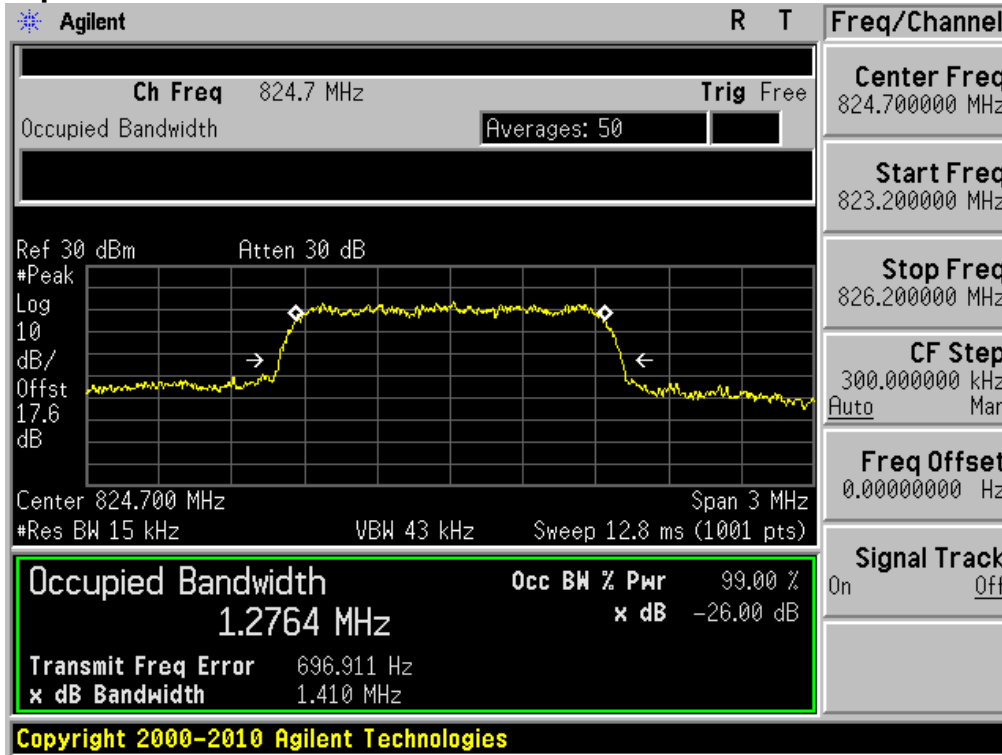 Agilent R T
Ch Freq 824.7 MHz Trig Free
Occupied Bandwidth Averages: 50
Ref 30 dBm Atten 30 dB
#Peak
Log
10
dB/
Offst
17.6
dB
Center 824.700 MHz Span 3 MHz
#Res BW 15 kHz VBW 43 kHz Sweep 12.8 ms (1001 pts)
Occupied Bandwidth Occ BW % Pwr 99.00 %
1.2764 MHz x dB -26.00 dB
Transmit Freq Error 696.911 Hz
x dB Bandwidth 1.410 MHz
Copyright 2000-2010 Agilent Technologies
Freq/Channel
Center Freq
824.700000 MHz
Start Freq
823.200000 MHz
Stop Freq
826.200000 MHz
CF Step
300.000000 kHz
Auto Man
Freq Offset
0.00000000 Hz
Signal Track
On Off